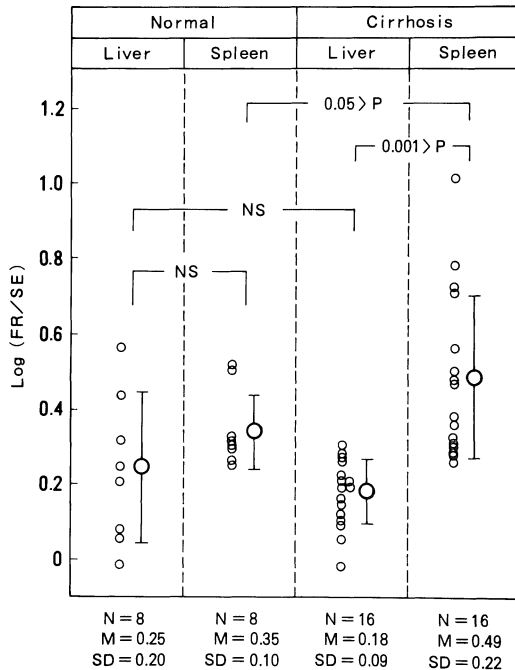 Normal Cirrhosis
Liver Spleen Liver Spleen
1.2
0.05 > P
0.001 > P
1.0
NS
0.8
NS
0.6
0.4
0.2
0
Log (FR/SE)
N = 8 N = 8 N = 16 N = 16
M = 0.25 M = 0.35 M = 0.18 M = 0.49
SD = 0.20 SD = 0.10 SD = 0.09 SD = 0.22